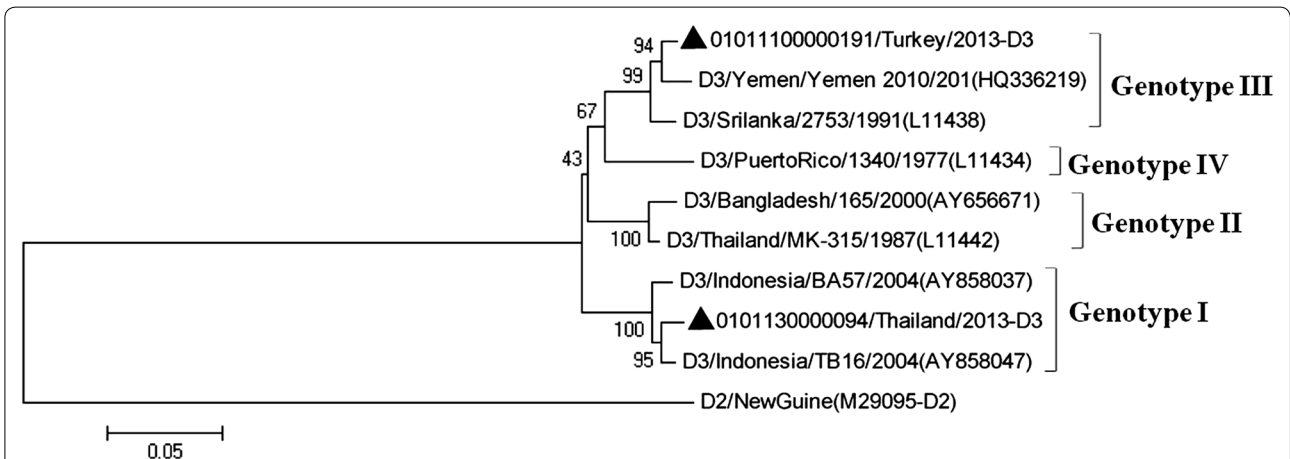 94
01011100000191/Turkey/2013-D3
99
D3/Yemen/Yemen 2010/201(HQ336219)
Genotype III
67
D3/Srilanka/2753/1991(L11438)
43
D3/PuertoRico/1340/1977(L11434)
Genotype IV
D3/Bangladesh/165/2000(AY656671)
Genotype II
100
D3/Thailand/MK-315/1987(L11442)
D3/Indonesia/BA57/2004(AY858037)
100
0101130000094/Thailand/2013-D3
Genotype I
95
D3/Indonesia/TB16/2004(AY858047)
D2/NewGuine(M29095-D2)
0.05